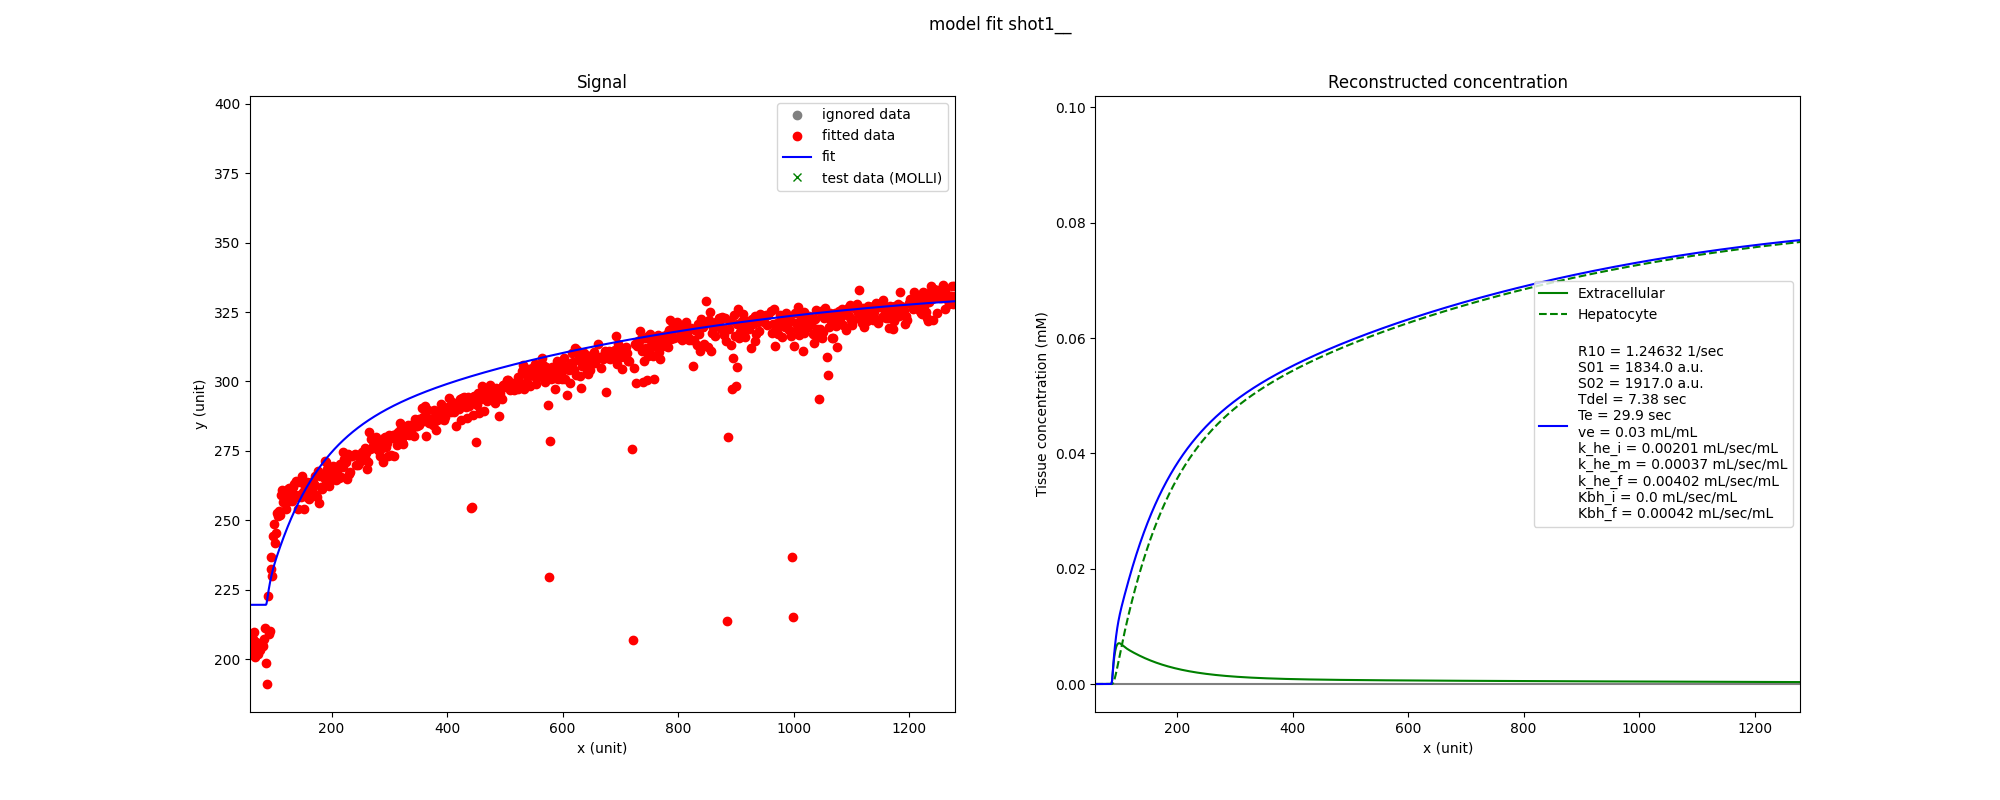 model fit shot1__
Signal
400
375
350
325
300
275
250
225
200
y (unit)
200
400
600
800
1000
1200
x (unit)
ignored data
fitted data
fit
test data (MOLLI)
Reconstructed concentration
0.10
0.08
0.06
0.04
0.02
0.00
Tissue concentration (mM)
200
400
600
800
1000
1200
x (unit)
Extracellular
Hepatocyte
R10 = 1.24632 1/sec
S01 = 1834.0 a.u.
S02 = 1917.0 a.u.
Tdel = 7.38 sec
Te = 29.9 sec
ve = 0.03 mL/mL
k_he_i = 0.00201 mL/sec/mL
k_he_m = 0.00037 mL/sec/mL
k_he_f = 0.00402 mL/sec/mL
Kbh_i = 0.0 mL/sec/mL
Kbh_f = 0.00042 mL/sec/mL